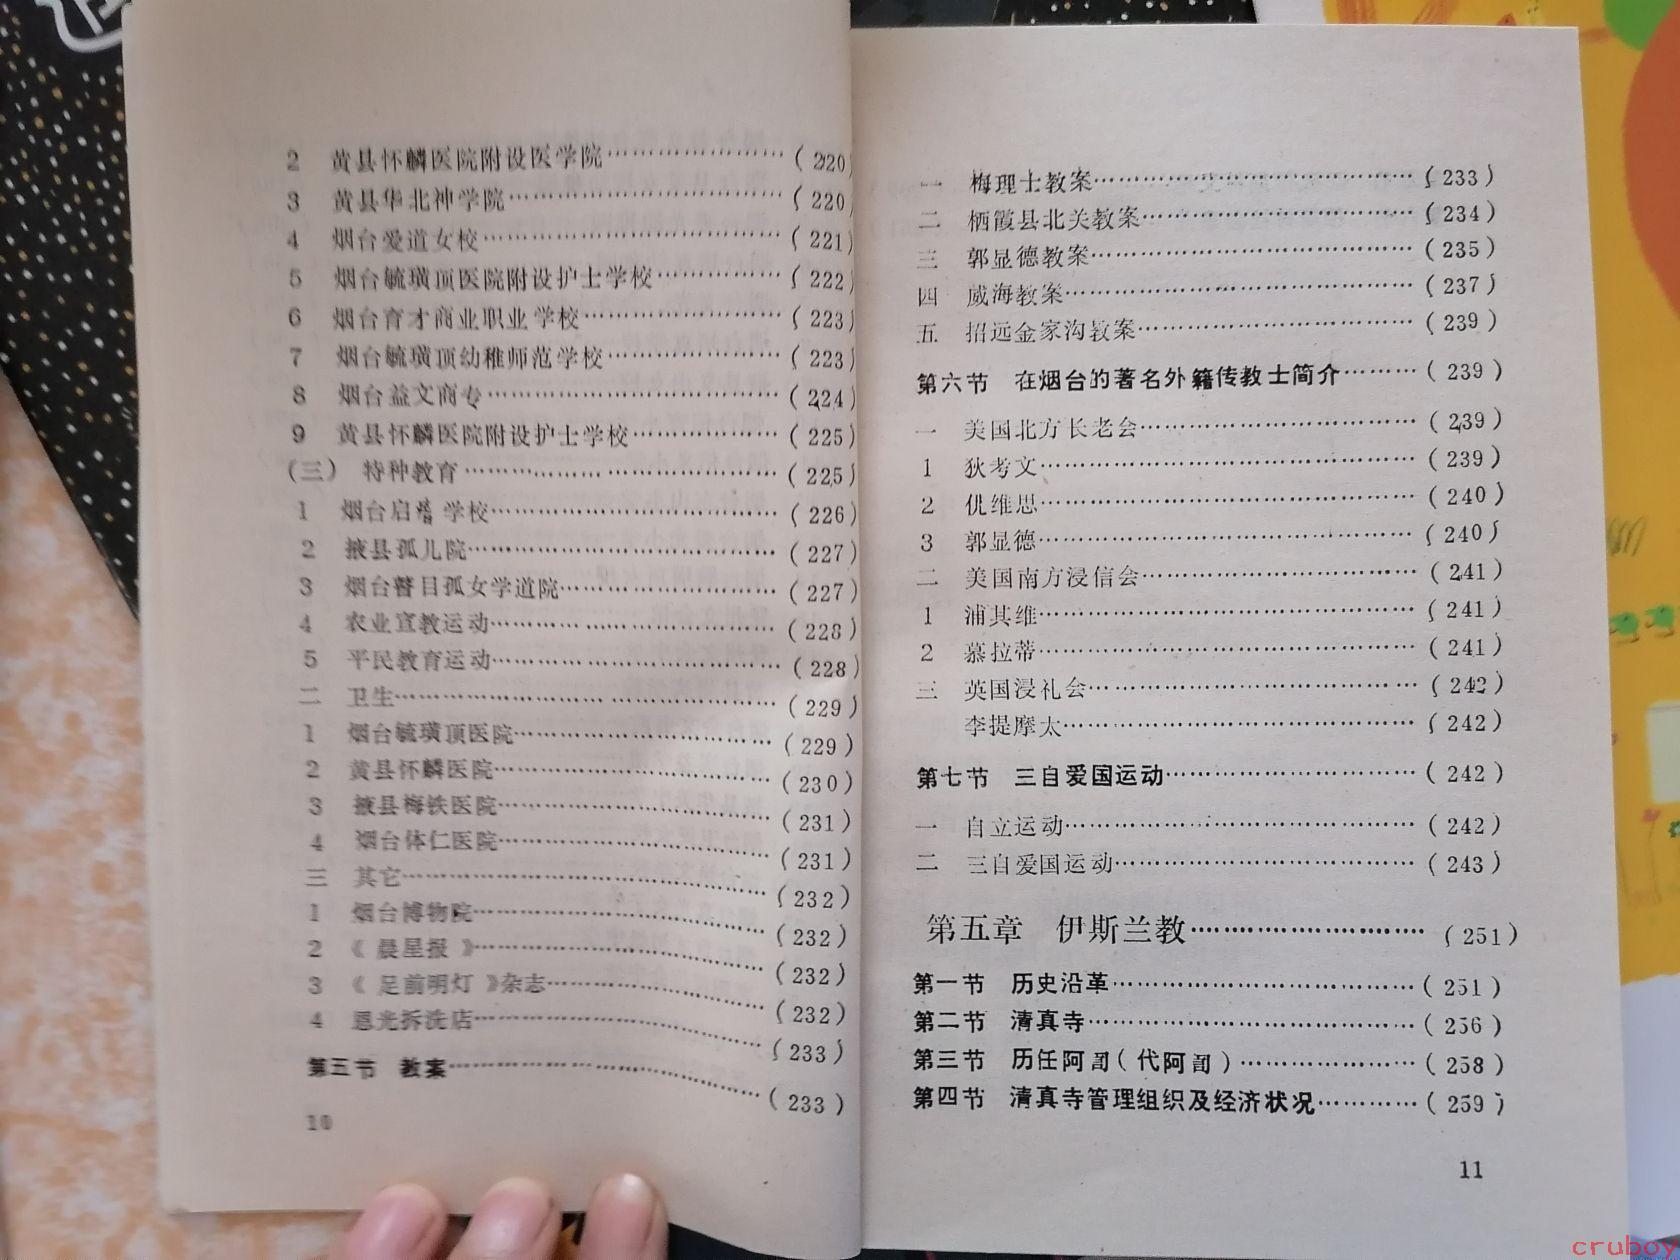 2 黄县怀麟医院附设医学院……………………(220)
3 黄县华北神学院……………………………(220)
4 烟台爱道女校………………………………(221)
5 烟台毓璜顶医院附设护士学校……………(222)
6 烟台育才商业职业学校……………………(223)
7 烟台毓璜顶幼稚师范学校…………………(223)
8 烟台益文商专………………………………(224)
9 黄县怀麟医院附设护士学校………………(225)
(三) 特种教育………………………………(225)
1 烟台启喑学校………………………………(226)
2 掖县孤儿院…………………………………(227)
3 烟台瞽目孤女学道院………………………(227)
4 农业宣教运动………………………………(228)
5 平民教育运动………………………………(228)
二 卫生………………………………………(229)
1 烟台毓璜顶医院……………………………(229)
2 黄县怀麟医院………………………………(230)
3 掖县梅铁医院………………………………(231)
4 烟台体仁医院………………………………(231)
三 其它………………………………………(232)
1 烟台博物院…………………………………(232)
2 《晨星报》…………………………………(232)
3 《足前明灯》杂志…………………………(232)
4 恩光拆洗店…………………………………(233)
第五节 教案…………………………………(233)
10
一 梅理士教案………………………………(233)
二 栖霞县北关教案…………………………(234)
三 郭显德教案………………………………(235)
四 威海教案…………………………………(237)
五 招远金家沟教案…………………………(239)
第六节 在烟台的著名外籍传教士简介………(239)
一 美国北方长老会…………………………(239)
1 狄考文………………………………………(239)
2 倪维思………………………………………(240)
3 郭显德………………………………………(240)
二 美国南方浸信会…………………………(241)
1 浦其维………………………………………(241)
2 慕拉蒂………………………………………(241)
三 英国浸礼会………………………………(242)
李提摩太……………………………………(242)
第七节 三自爱国运动………………………(242)
一 自立运动…………………………………(242)
二 三自爱国运动……………………………(243)
第五章 伊斯兰教……………………………(251)
第一节 历史沿革……………………………(251)
第二节 清真寺………………………………(256)
第三节 历任阿訇(代阿訇)…………………(258)
第四节 清真寺管理组织及经济状况…………(259)
11
cruboy